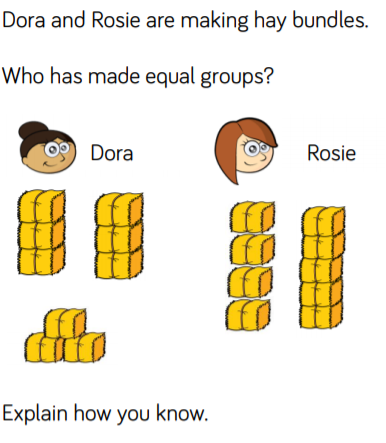 Dora and Rosie are making hay bundles.
Who has made equal groups?
Dora
Rosie
Explain how you know.